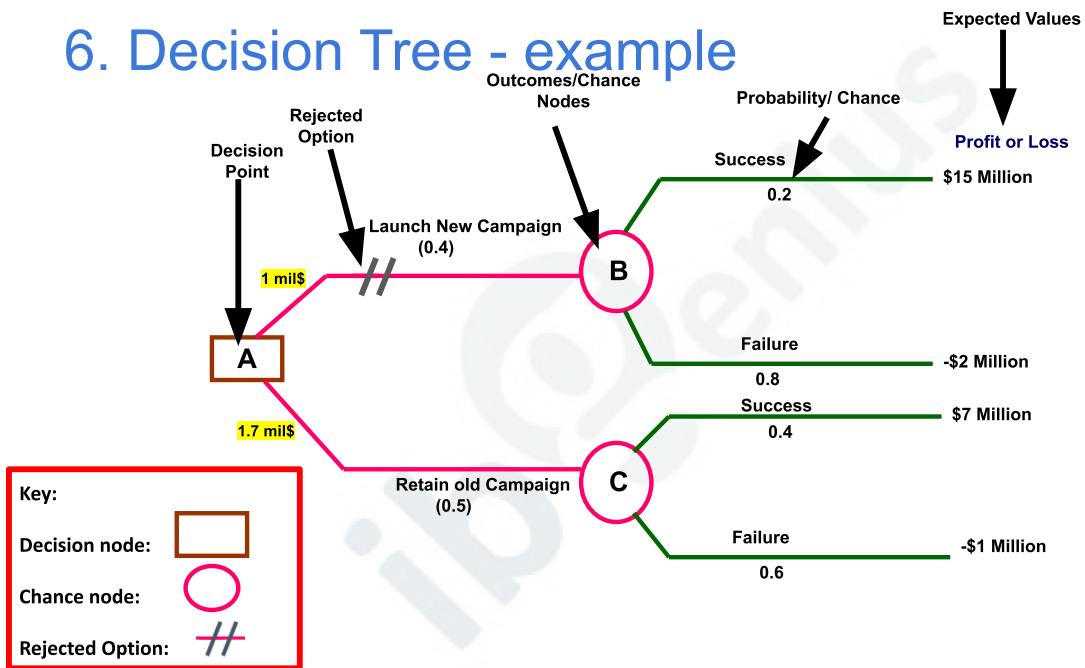 6. Decision Tree - example
Expected Values
Outcomes/Chance
Nodes
Probability/ Chance
Rejected
Option
Profit or Loss
Decision
Point
Success
$15 Million
0.2
Launch New Campaign
(0.4)
B
1 mil$
Failure
-$2 Million
0.8
A
Success
$7 Million
0.4
1.7 mil$
Retain old Campaign
(0.5)
C
Failure
-$1 Million
0.6
Key:
Decision node:
Chance node:
Rejected Option:
ib genius